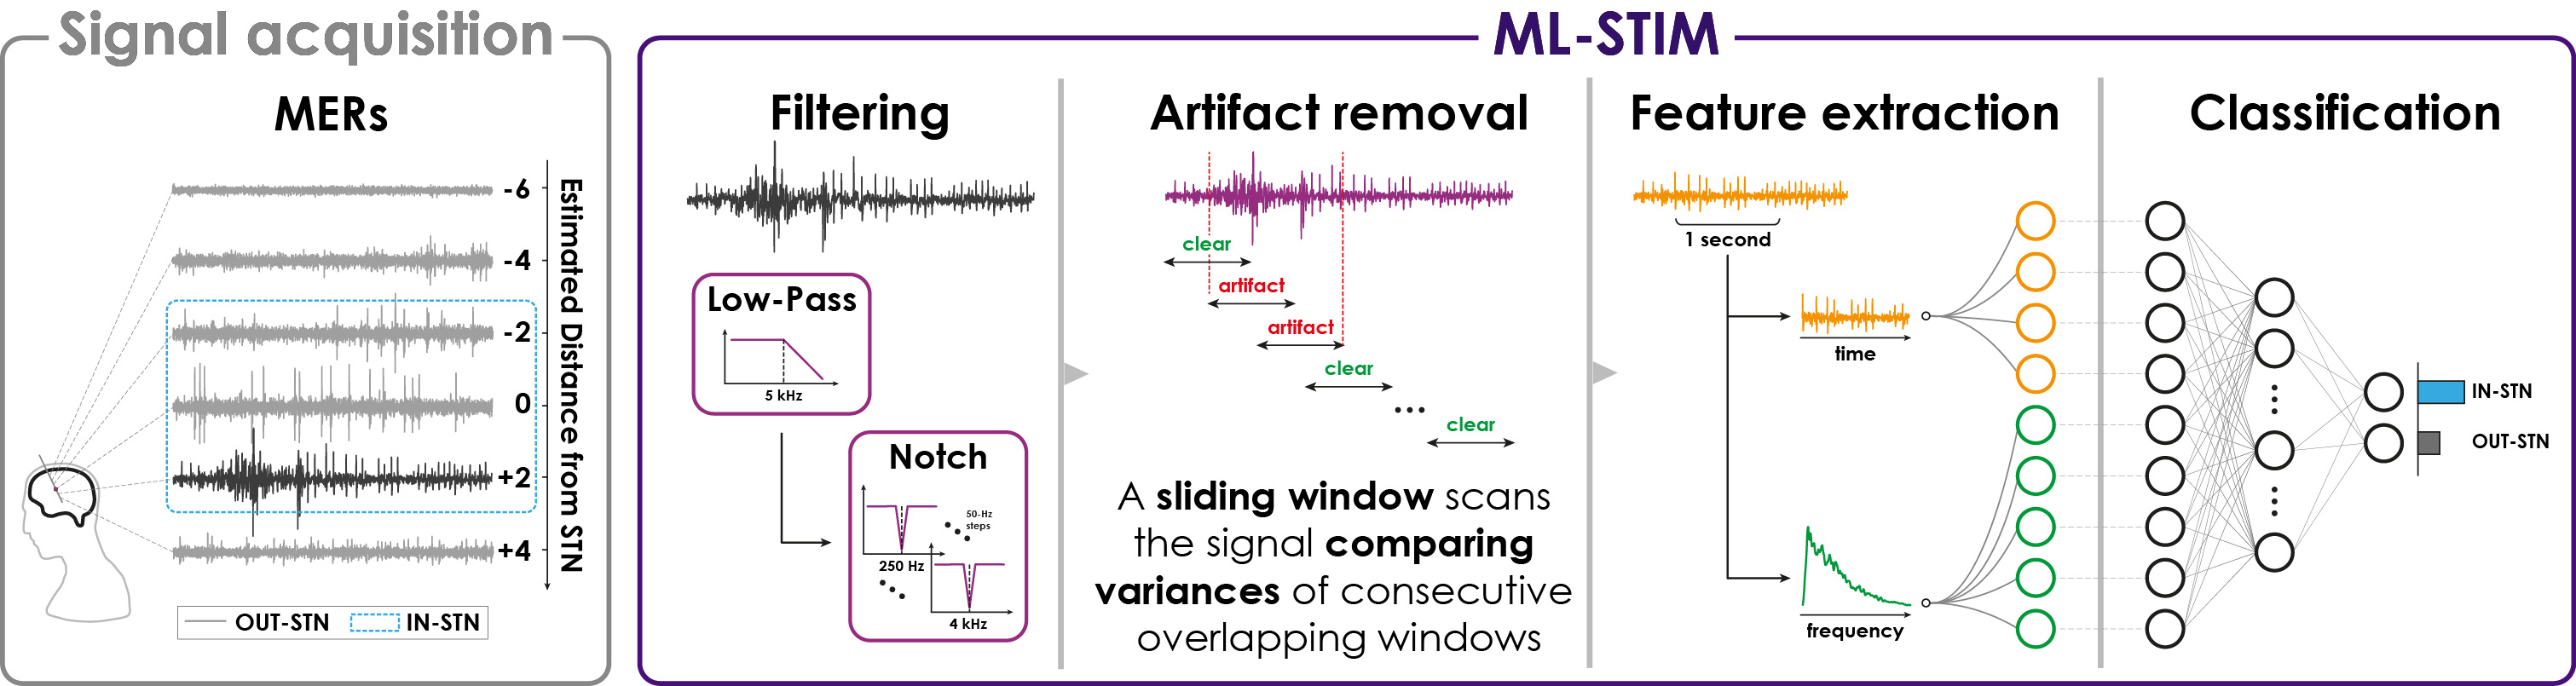 Signal acquisition
MERs
-6
-4
-2
0
+2
+4
Estimated Distance from STN
OUT-STN
IN-STN
ML-STIM
Filtering
Low-Pass
5 kHz
Notch
50-Hz
steps
250 Hz
4 kHz
Artifact removal
clear
artifact
artifact
clear
clear
A sliding window scans
the signal comparing
variances of consecutive
overlapping windows
Feature extraction
1 second
time
frequency
Classification
IN-STN
OUT-STN